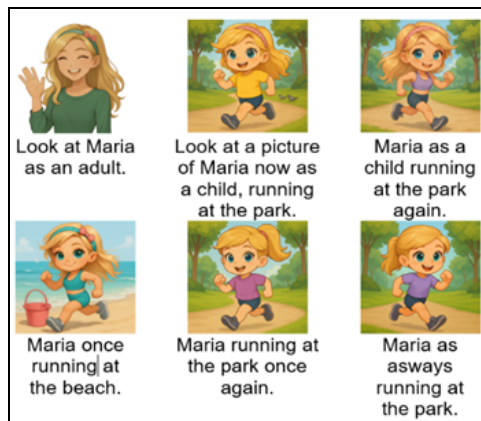 Look at Maria
as an adult.
Look at a picture
of Maria now as
a child, running
at the park.
Maria as a
child running
at the park
again.
Maria once
running at
the beach.
Maria running at
the park once
again.
Maria as
asways
running at
the park.